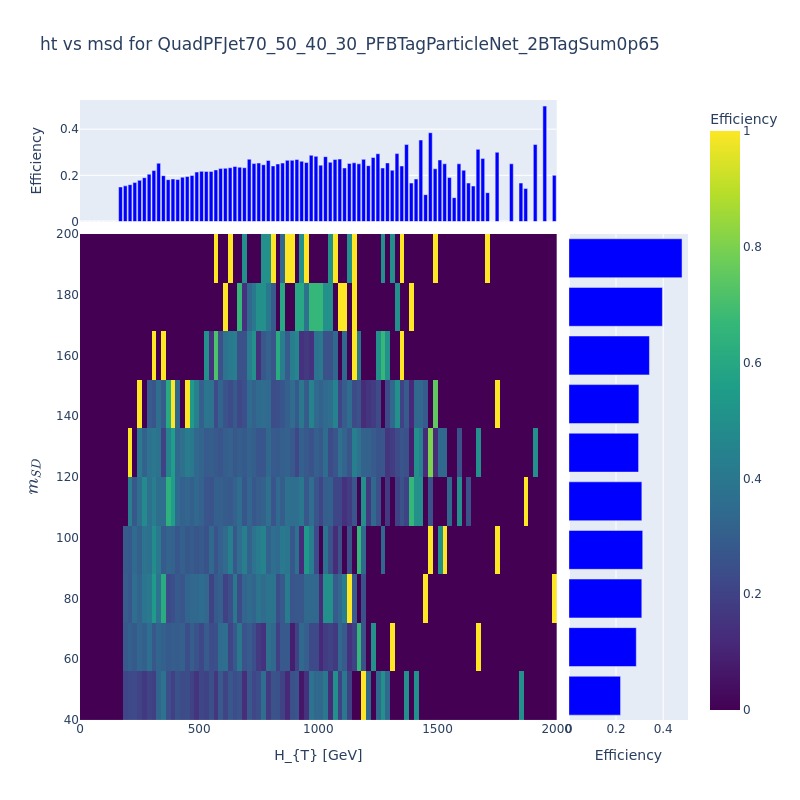 ht vs msd for QuadPFJet70_50_40_30_PFBTagParticleNet_2BTagSum0p65
Efficiency
0.4
0.2
0
Efficiency
1
0.8
0.6
0.4
0.2
0
m_{SD}
200
180
160
140
120
100
80
60
40
0 500 1000 1500 2000
H_{T} [GeV]
0 0.2 0.4
Efficiency